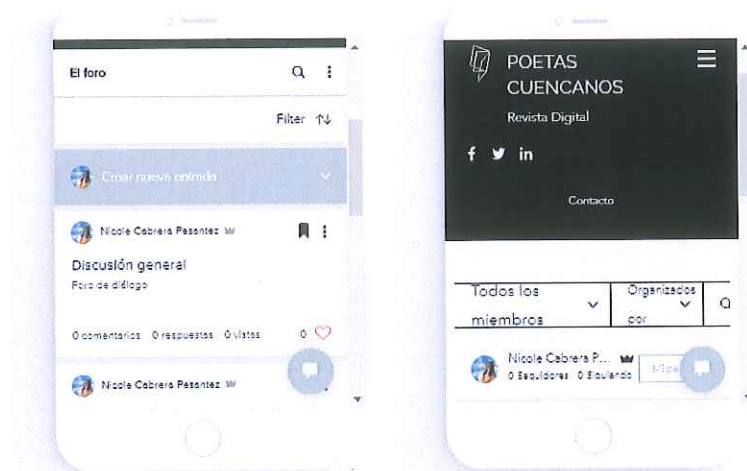 El foro
Filter
Crear nueva entrada
Nicole Cabrera Pesantez
Discusión general
Foro de diálogo
0 comentarios 0 respuestas 0 vistas 0
Nicole Cabrera Pesantez
POETAS
CUENCANOS
Revista Digital
f in
Contacto
Todos los
miembros
Organizados
por
Nicole Cabrera P...
0 Seguidores 0 Siguiendo